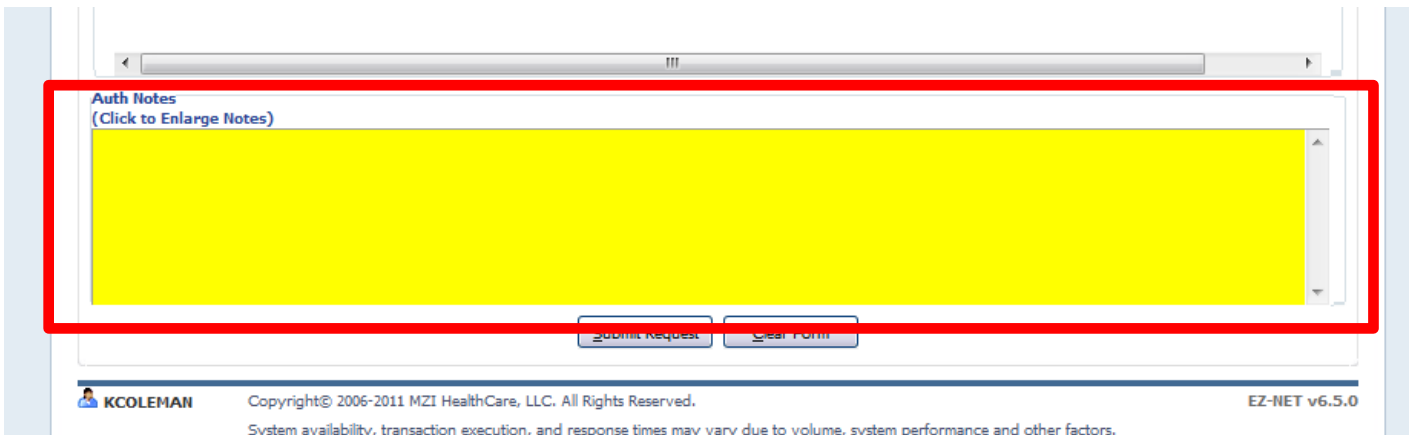 Auth Notes
(Click to Enlarge Notes)
Submit Request Clear Form
KCOLEMAN Copyright© 2006-2011 MZI HealthCare, LLC. All Rights Reserved. EZ-NET v6.5.0
System availability, transaction execution, and response times may vary due to volume, system performance and other factors.